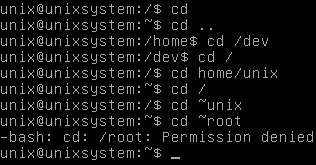 unix@unixsystem:/$ cd
unix@unixsystem:~$ cd ..
unix@unixsystem:/home$ cd /dev
unix@unixsystem:/dev$ cd /
unix@unixsystem:/$ cd home/unix
unix@unixsystem:~$ cd /
unix@unixsystem:/$ cd ~unix
unix@unixsystem:~$ cd ~root
-bash: cd: /root: Permission denied
unix@unixsystem:~$ _